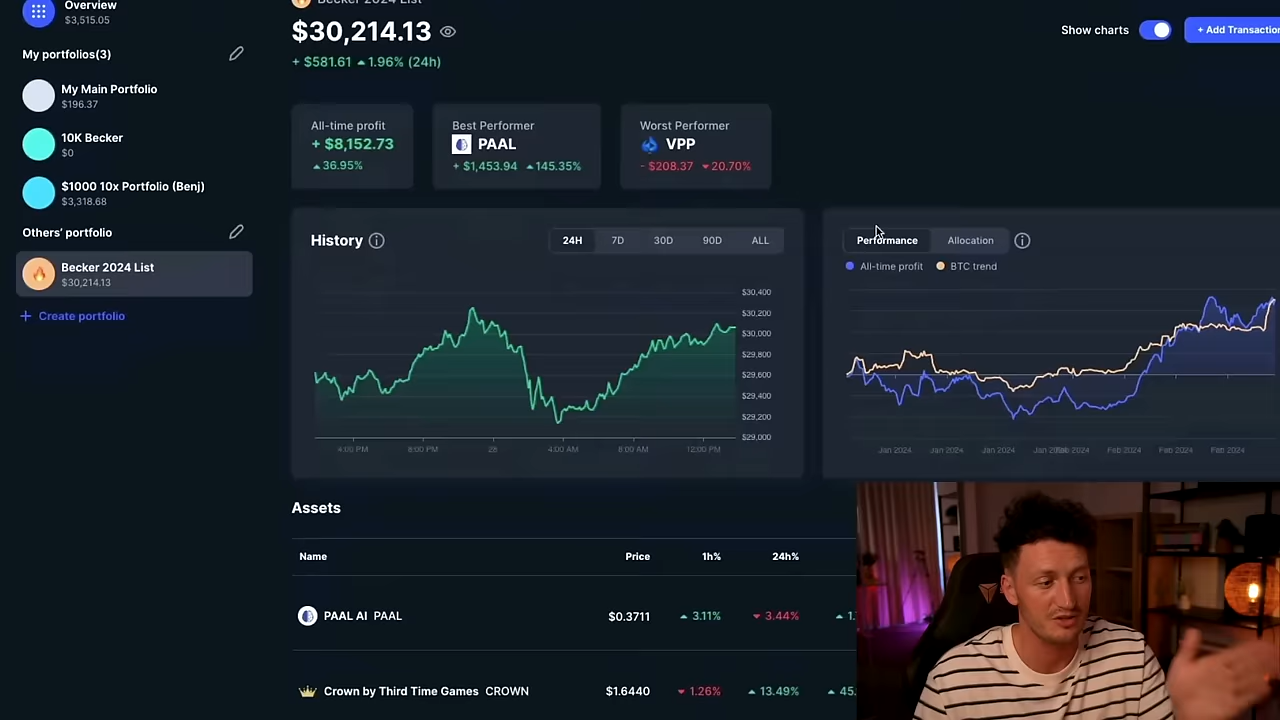 Overview
$3,515.05
My portfolios(3)
My Main Portfolio
$196.37
10K Becker
$0
$1000 10x Portfolio (Benj)
$3,318.68
Others' portfolio
Becker 2024 List
$30,214.13
+ Create portfolio
Becker 2024 List
$30,214.13
+ $581.61 1.96% (24h)
Show charts
+ Add Transaction
All-time profit
+ $8,152.73
36.95%
Best Performer
PAAL
+ $1,453.94 145.35%
Worst Performer
VPP
- $208.37 20.70%
History
24H 7D 30D 90D ALL
$30,400
$30,200
$30,000
$29,800
$29,600
$29,400
$29,200
$29,000
4:00 PM 8:00 PM 28 4:00 AM 8:00 AM 12:00 PM
Performance Allocation
All-time profit BTC trend
Jan 2024 Jan 2024 Jan 2024 Feb 2024 Feb 2024 Feb 2024
Assets
Name Price 1h% 24h%
PAAL AI PAAL $0.3711 3.11% 3.44% 1.
Crown by Third Time Games CROWN $1.6440 1.26% 13.49% 45.